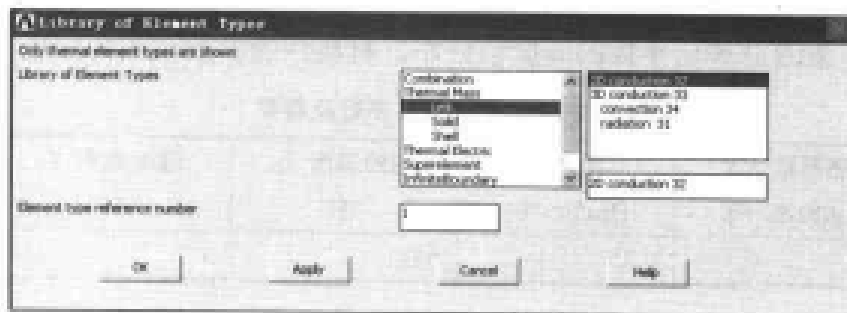 Library of Element Types
Only thermal element types are shown
Library of Element Types
Combination
Thermal Mass
Link
Solid
Shell
Thermal Electric
Superelement
InfiniteBoundary
2D conduction 32
3D conduction 33
convection 34
radiation 31
2D conduction 32
Element type reference number
1
OK
Apply
Cancel
Help